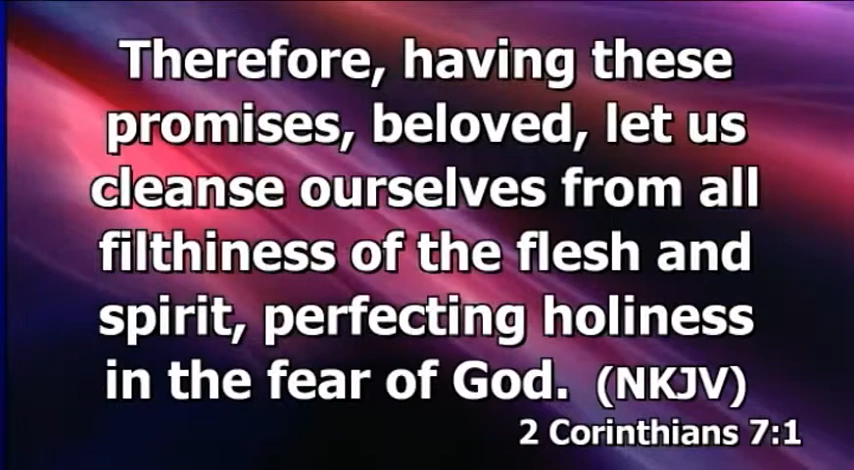 Therefore, having these
promises, beloved, let us
cleanse ourselves from all
filthiness of the flesh and
spirit, perfecting holiness
in the fear of God. (NKJV)
2 Corinthians 7:1